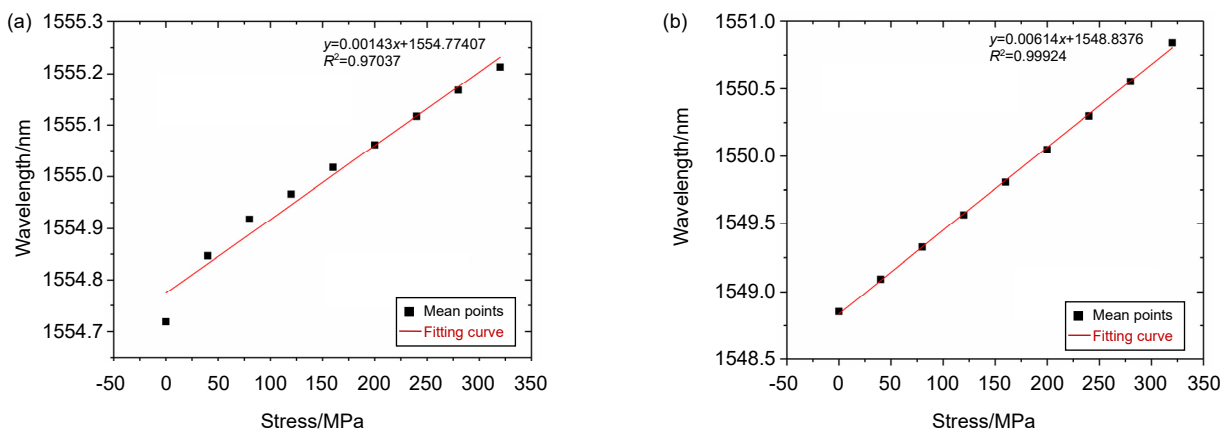 (a)
1555.3
1555.2
1555.1
1555.0
1554.9
1554.8
1554.7
Wavelength/nm
y=0.00143x+1554.77407
R²=0.97037
Mean points
Fitting curve
-50 0 50 100 150 200 250 300 350
Stress/MPa
(b)
1551.0
1550.5
1550.0
1549.5
1549.0
1548.5
Wavelength/nm
y=0.00614x+1548.8376
R²=0.99924
Mean points
Fitting curve
-50 0 50 100 150 200 250 300 350
Stress/MPa